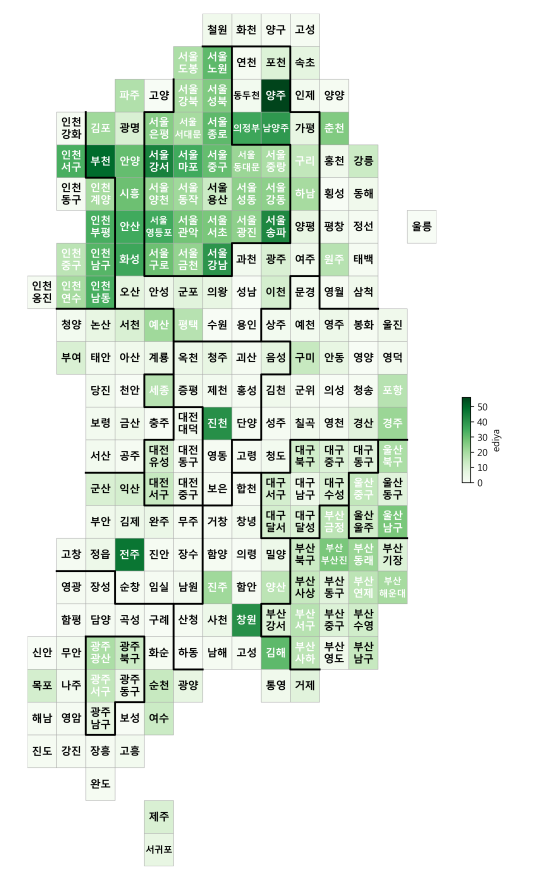 철원 화천 양구 고성
서울 도봉 서울 노원 연천 포천 속초
파주 고양 서울 강북 서울 성북 동두천 양주 인제 양양
인천 강화 김포 광명 서울 은평 서울 서대문 서울 종로 의정부 남양주 가평 춘천
인천 서구 부천 안양 서울 강서 서울 마포 서울 중구 서울 동대문 서울 중랑 구리 홍천 강릉
인천 동구 인천 계양 시흥 서울 양천 서울 동작 서울 용산 서울 성동 서울 강동 하남 횡성 동해
인천 부평 안산 서울 영등포 서울 관악 서울 서초 서울 광진 서울 송파 양평 평창 정선 울릉
인천 중구 인천 남구 화성 서울 구로 서울 금천 서울 강남 과천 광주 여주 원주 태백
인천 옹진 인천 연수 인천 남동 오산 안성 군포 의왕 성남 이천 문경 영월 삼척
청양 논산 서천 예산 평택 수원 용인 상주 예천 영주 봉화 울진
부여 태안 아산 계룡 옥천 청주 괴산 음성 구미 안동 영양 영덕
당진 천안 세종 증평 제천 홍성 김천 군위 의성 청송 포항
보령 금산 충주 대전 대덕 진천 단양 성주 칠곡 영천 경산 경주
서산 공주 대전 유성 대전 동구 영동 고령 청도 대구 북구 대구 중구 대구 동구 울산 북구
군산 익산 대전 서구 대전 중구 보은 합천 대구 서구 대구 남구 대구 수성 울산 중구 울산 동구
부안 김제 완주 무주 거창 창녕 대구 달서 대구 달성 부산 금정 울산 울주 울산 남구
고창 정읍 전주 진안 장수 함양 의령 밀양 부산 북구 부산 부산진 부산 동래 부산 기장
영광 장성 순창 임실 남원 진주 함안 양산 부산 사상 부산 동구 부산 연제 부산 해운대
함평 담양 곡성 구례 산청 사천 창원 부산 강서 부산 서구 부산 중구 부산 수영
신안 무안 광주 광산 광주 북구 화순 하동 남해 고성 김해 부산 사하 부산 영도 부산 남구
목포 나주 광주 서구 광주 동구 순천 광양 통영 거제
해남 영암 광주 남구 보성 여수
진도 강진 장흥 고흥
완도
제주
서귀포
50
40
30
20
10
0
ediya